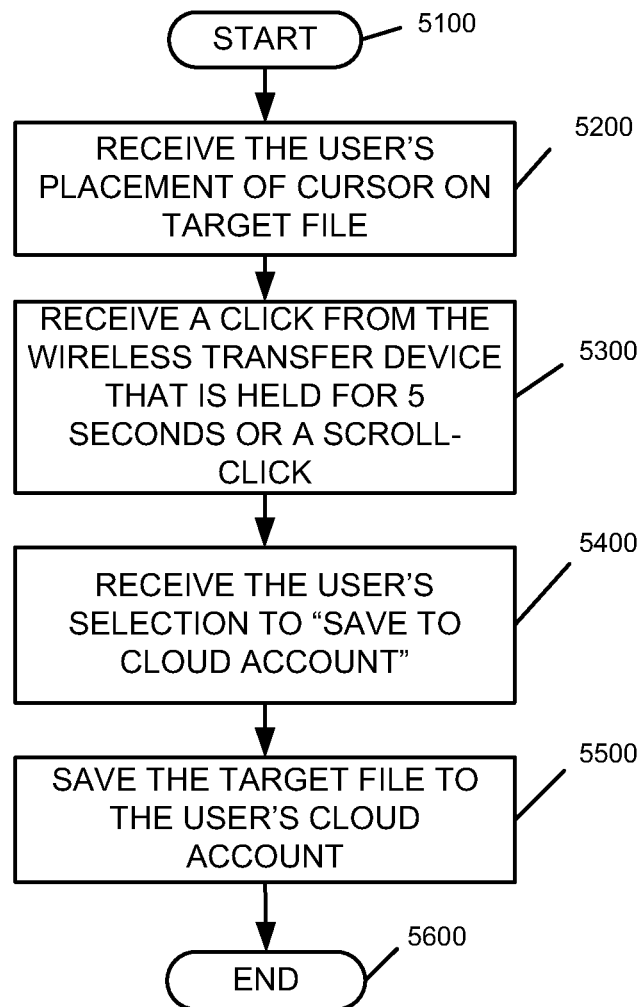 START
5100
RECEIVE THE USER'S
PLACEMENT OF CURSOR ON
TARGET FILE
5200
RECEIVE A CLICK FROM THE
WIRELESS TRANSFER DEVICE
THAT IS HELD FOR 5
SECONDS OR A SCROLL-
CLICK
5300
RECEIVE THE USER'S
SELECTION TO “SAVE TO
CLOUD ACCOUNT”
5400
SAVE THE TARGET FILE TO
THE USER'S CLOUD
ACCOUNT
5500
END
5600